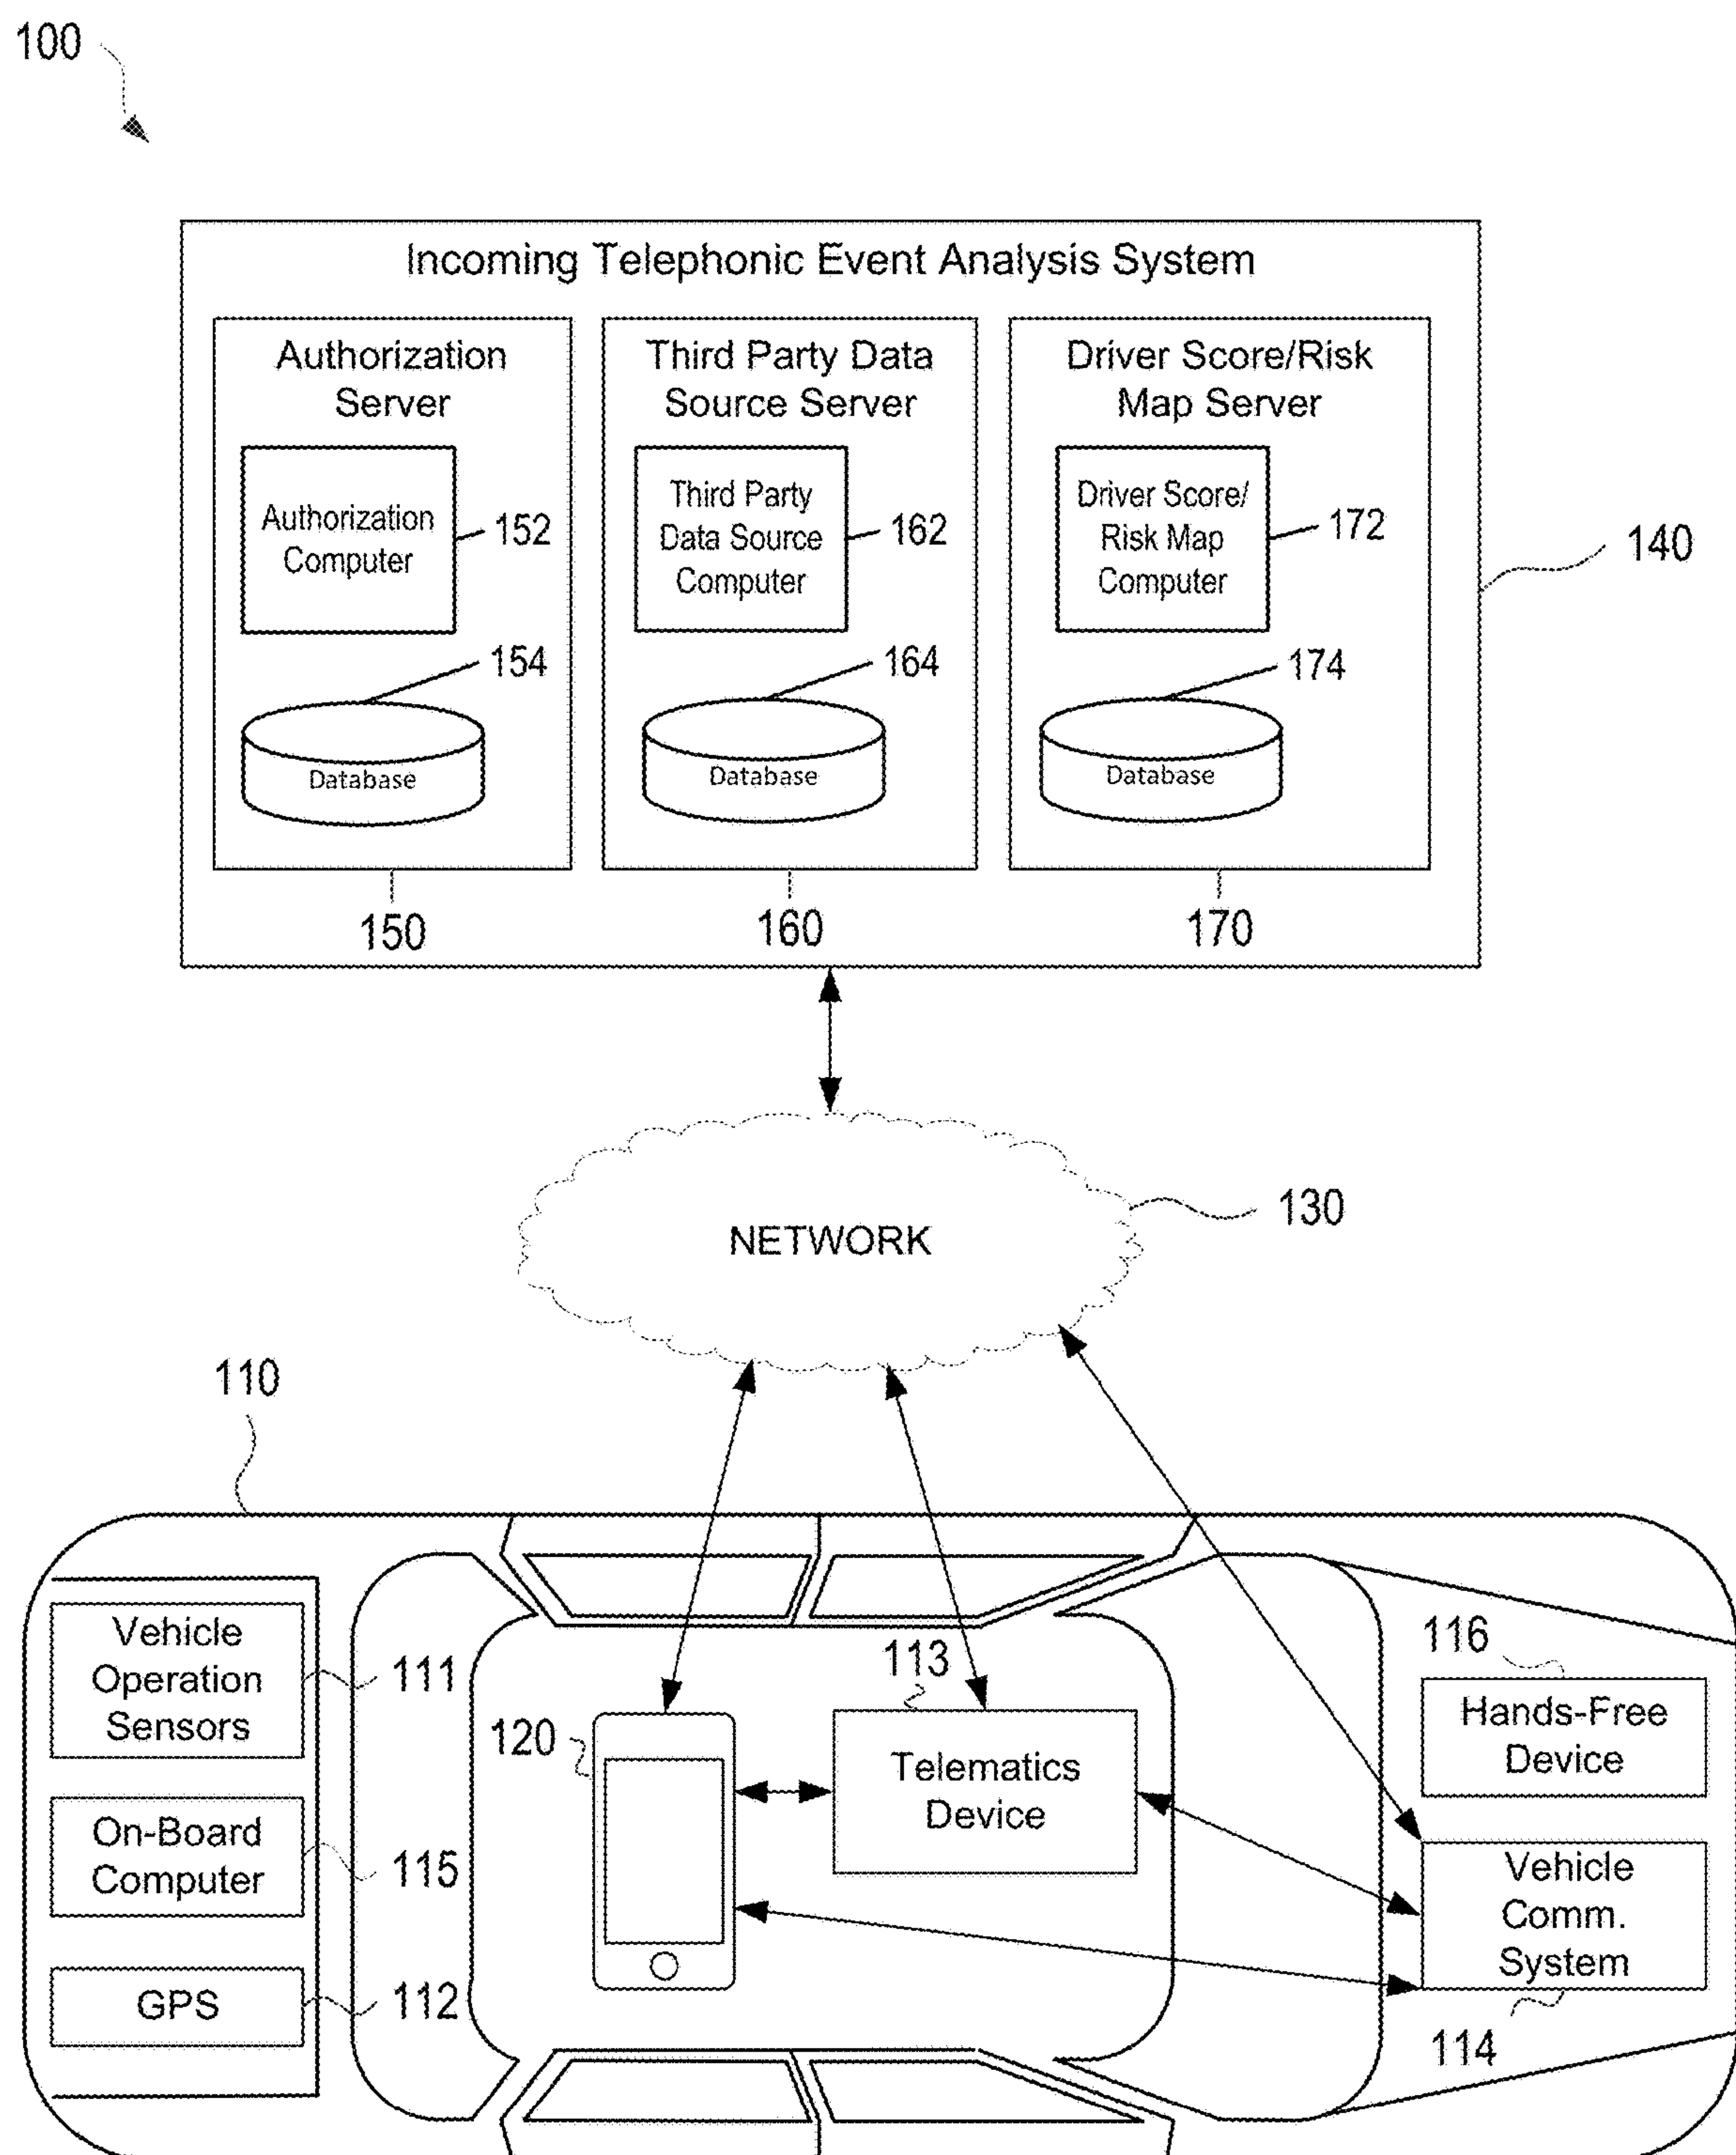 100
Incoming Telephonic Event Analysis System
Authorization
Server
Authorization
Computer
152
154
Database
150
Third Party Data
Source Server
Third Party
Data Source
Computer
162
164
Database
160
Driver Score/Risk
Map Server
Driver Score/
Risk Map
Computer
172
174
Database
170
140
NETWORK
130
110
Vehicle
Operation
Sensors
111
On-Board
Computer
115
GPS
112
120
113
Telematics
Device
116
Hands-Free
Device
Vehicle
Comm.
System
114